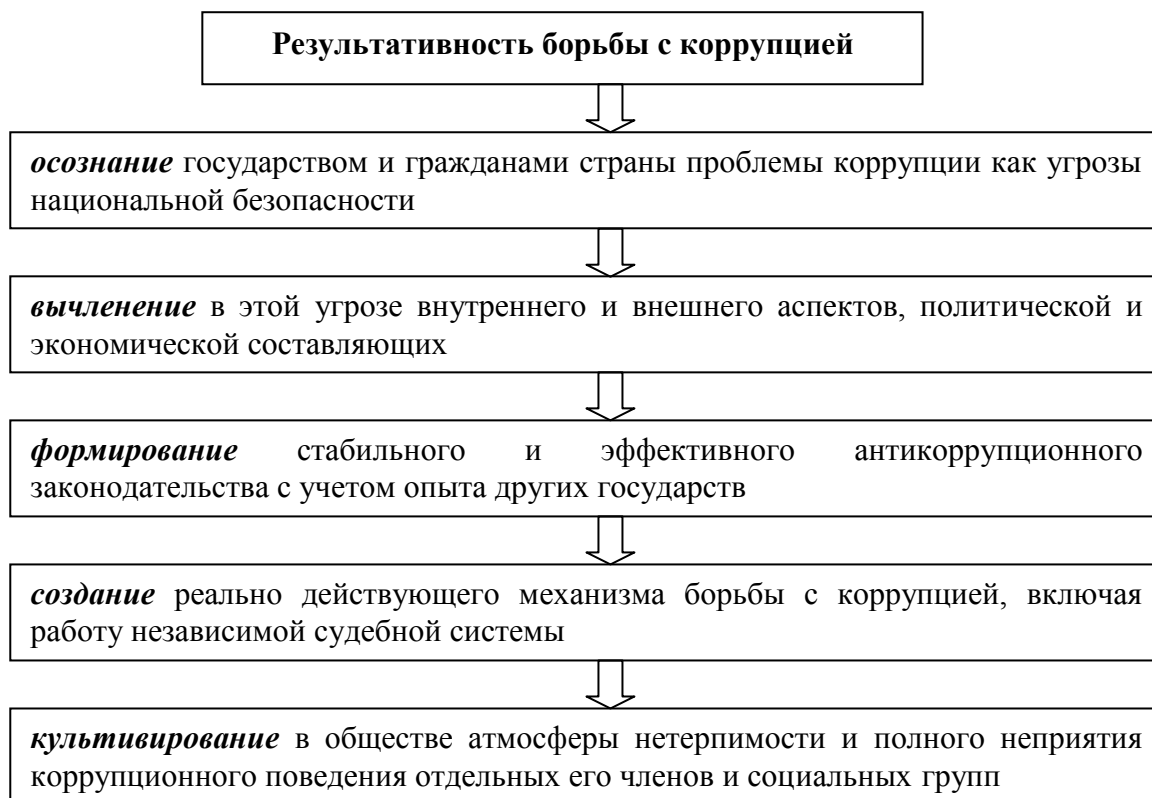 Результативность борьбы с коррупцией
осознание государством и гражданами страны проблемы коррупции как угрозы
национальной безопасности
вычленение в этой угрозе внутреннего и внешнего аспектов, политической и
экономической составляющих
формирование стабильного и эффективного антикоррупционного
законодательства с учетом опыта других государств
создание реально действующего механизма борьбы с коррупцией, включая
работу независимой судебной системы
культивирование в обществе атмосферы нетерпимости и полного неприятия
коррупционного поведения отдельных его членов и социальных групп